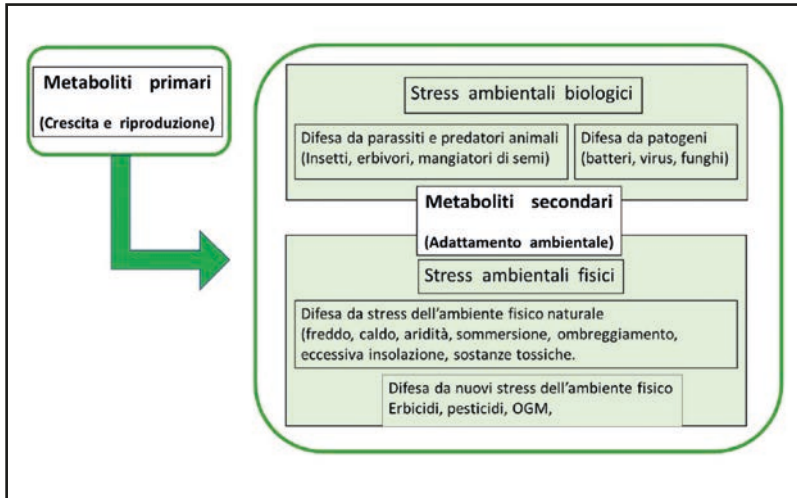 Metaboliti primari
(Crescita e riproduzione)
Stress ambientali biologici
Difesa da parassiti e predatori animali
(Insetti, erbivori, mangiatori di semi)
Difesa da patogeni
(batteri, virus, funghi)
Metaboliti secondari
(Adattamento ambientale)
Stress ambientali fisici
Difesa da stress dell'ambiente fisico naturale
(freddo, caldo, aridità, sommersione, ombreggiamento,
eccessiva insolazione, sostanze tossiche.
Difesa da nuovi stress dell'ambiente fisico
Erbicidi, pesticidi, OGM,